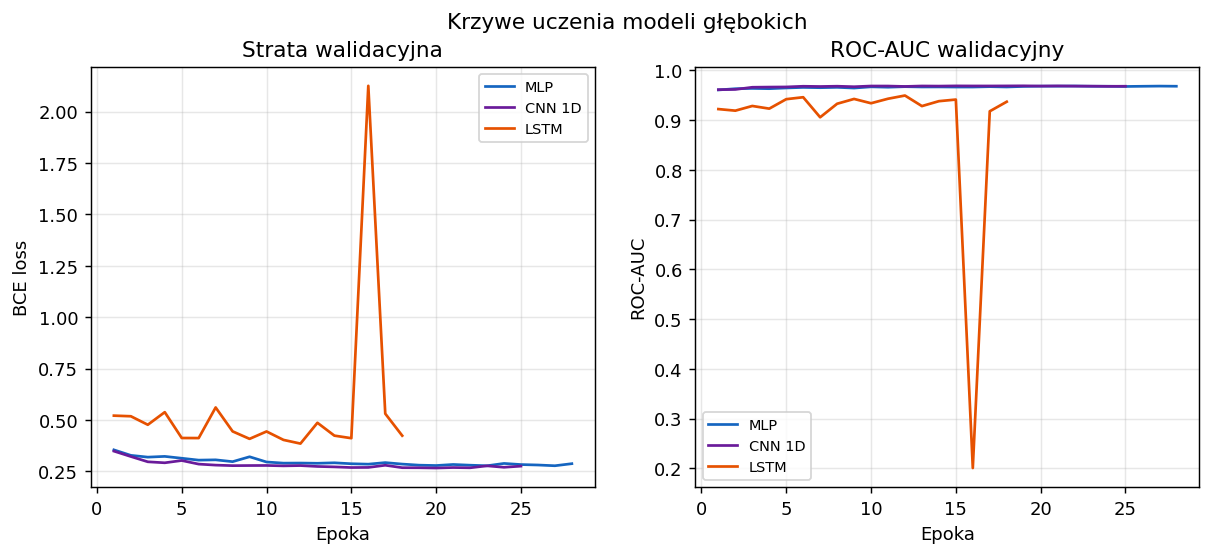 Krzywe uczenia modeli głębokich
Strata walidacyjna
BCE loss
2.00
1.75
1.50
1.25
1.00
0.75
0.50
0.25
0
5
10
15
20
25
Epoka
MLP
CNN 1D
LSTM
ROC-AUC walidacyjny
ROC-AUC
1.0
0.9
0.8
0.7
0.6
0.5
0.4
0.3
0.2
0
5
10
15
20
25
Epoka
MLP
CNN 1D
LSTM